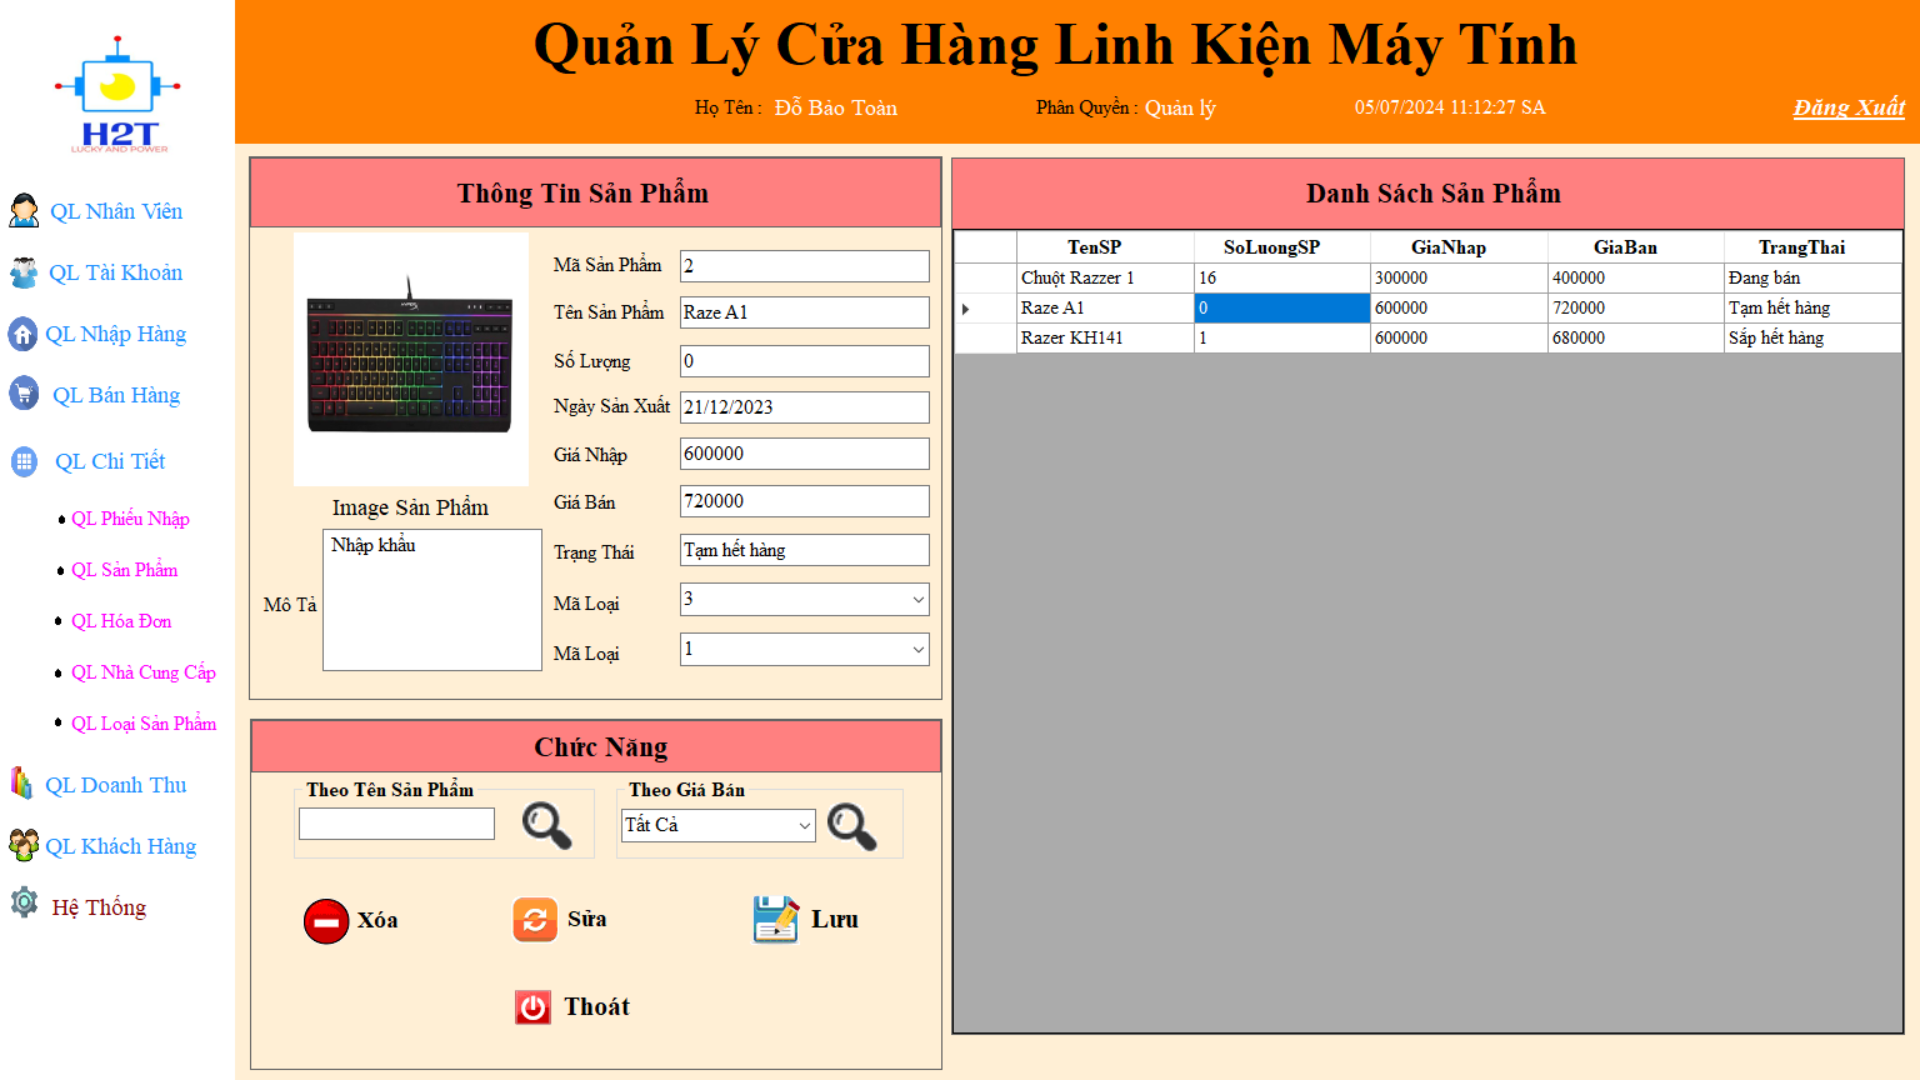 H2T
LUCKY AND POWER
QL Nhân Viên
QL Tài Khoản
QL Nhập Hàng
QL Bán Hàng
QL Chi Tiết
QL Phiếu Nhập
QL Sản Phẩm
QL Hóa Đơn
QL Nhà Cung Cấp
QL Loại Sản Phẩm
QL Doanh Thu
QL Khách Hàng
Hệ Thống
Quản Lý Cửa Hàng Linh Kiện Máy Tính
Họ Tên : Đỗ Bảo Toàn Phân Quyền : Quản lý 05/07/2024 11:12:27 SA Đăng Xuất
Thông Tin Sản Phẩm
Image Sản Phẩm
Mô Tả Nhập khẩu
Mã Sản Phẩm 2
Tên Sản Phẩm Raze A1
Số Lượng 0
Ngày Sản Xuất 21/12/2023
Giá Nhập 600000
Giá Bán 720000
Trạng Thái Tạm hết hàng
Mã Loại 3
Mã Loại 1
Chức Năng
Theo Tên Sản Phẩm Theo Giá Bán
Tất Cả
Xóa Sửa Lưu
Thoát
Danh Sách Sản Phẩm
TenSP SoLuongSP GiaNhap GiaBan TrangThai
Chuột Razzer 1 16 300000 400000 Đang bán
Raze A1 0 600000 720000 Tạm hết hàng
Razer KH141 1 600000 680000 Sắp hết hàng